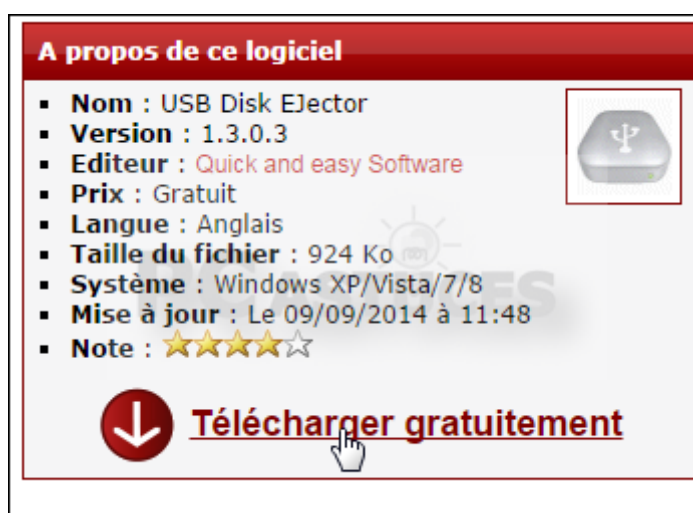 A propos de ce logiciel
Nom : USB Disk EJector
Version : 1.3.0.3
Editeur : Quick and easy Software
Prix : Gratuit
Langue : Anglais
Taille du fichier : 924 Ko
Système : Windows XP/Vista/7/8
Mise à jour : Le 09/09/2014 à 11:48
Note :
PC ASTUCES
Télécharger gratuitement